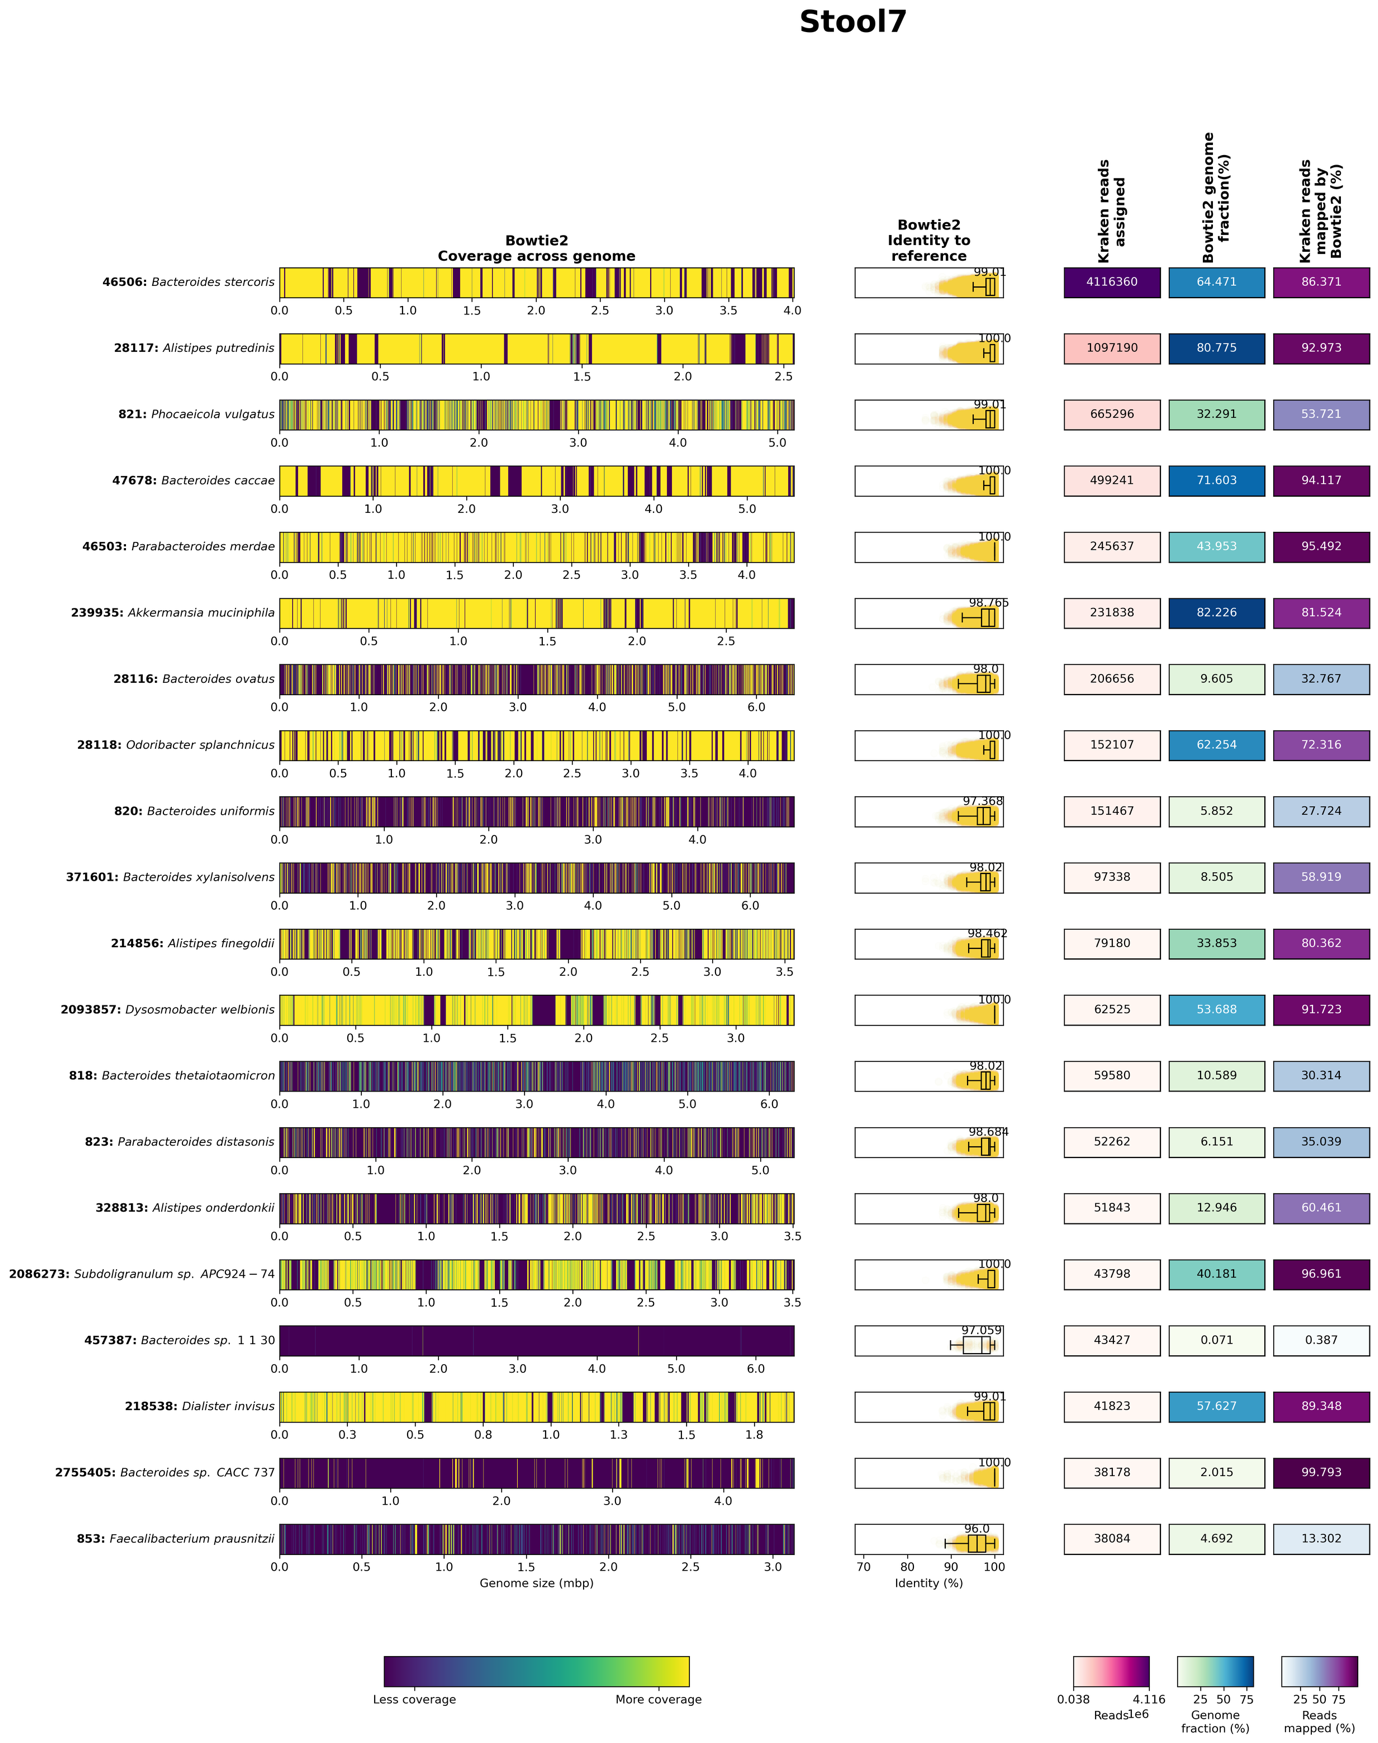 Stool7
Bowtie2
Coverage across genome
Bowtie2
Identity to
reference
Kraken reads
assigned
Bowtie2 genome
fraction(%)
Kraken reads
mapped by
Bowtie2 (%)
46506: Bacteroides stercoris
99.01
4116360 64.471 86.371
0.0 0.5 1.0 1.5 2.0 2.5 3.0 3.5 4.0
28117: Alistipes putredinis
100.0
1097190 80.775 92.973
0.0 0.5 1.0 1.5 2.0 2.5
821: Phocaeicola vulgatus
99.01
665296 32.291 53.721
0.0 1.0 2.0 3.0 4.0 5.0
47678: Bacteroides caccae
100.0
499241 71.603 94.117
0.0 1.0 2.0 3.0 4.0 5.0
46503: Parabacteroides merdae
100.0
245637 43.953 95.492
0.0 0.5 1.0 1.5 2.0 2.5 3.0 3.5 4.0
239935: Akkermansia muciniphila
98.765
231838 82.226 81.524
0.0 0.5 1.0 1.5 2.0 2.5
28116: Bacteroides ovatus
98.0
206656 9.605 32.767
0.0 1.0 2.0 3.0 4.0 5.0 6.0
28118: Odoribacter splanchnicus
100.0
152107 62.254 72.316
0.0 0.5 1.0 1.5 2.0 2.5 3.0 3.5 4.0
820: Bacteroides uniformis
97.368
151467 5.852 27.724
0.0 1.0 2.0 3.0 4.0
371601: Bacteroides xylanisolvens
98.02
97338 8.505 58.919
0.0 1.0 2.0 3.0 4.0 5.0 6.0
214856: Alistipes finegoldii
98.462
79180 33.853 80.362
0.0 0.5 1.0 1.5 2.0 2.5 3.0 3.5
2093857: Dysosmobacter welbionis
100.0
62525 53.688 91.723
0.0 0.5 1.0 1.5 2.0 2.5 3.0
818: Bacteroides thetaiotaomicron
98.02
59580 10.589 30.314
0.0 1.0 2.0 3.0 4.0 5.0 6.0
823: Parabacteroides distasonis
98.684
52262 6.151 35.039
0.0 1.0 2.0 3.0 4.0 5.0
328813: Alistipes onderdonkii
98.0
51843 12.946 60.461
0.0 0.5 1.0 1.5 2.0 2.5 3.0 3.5
2086273: Subdoligranulum sp. APC924 − 74
100.0
43798 40.181 96.961
0.0 0.5 1.0 1.5 2.0 2.5 3.0 3.5
457387: Bacteroides sp. 1 1 30
97.059
43427 0.071 0.387
0.0 1.0 2.0 3.0 4.0 5.0 6.0
218538: Dialister invisus
99.01
41823 57.627 89.348
0.0 0.3 0.5 0.8 1.0 1.3 1.5 1.8
2755405: Bacteroides sp. CACC 737
100.0
38178 2.015 99.793
0.0 1.0 2.0 3.0 4.0
853: Faecalibacterium prausnitzii
96.0
38084 4.692 13.302
0.0 0.5 1.0 1.5 2.0 2.5 3.0
70 80 90 100
Genome size (mbp)
Identity (%)
Less coverage More coverage
0.038 4.116
Reads 1e6
25 50 75
Genome
fraction (%)
25 50 75
Reads
mapped (%)